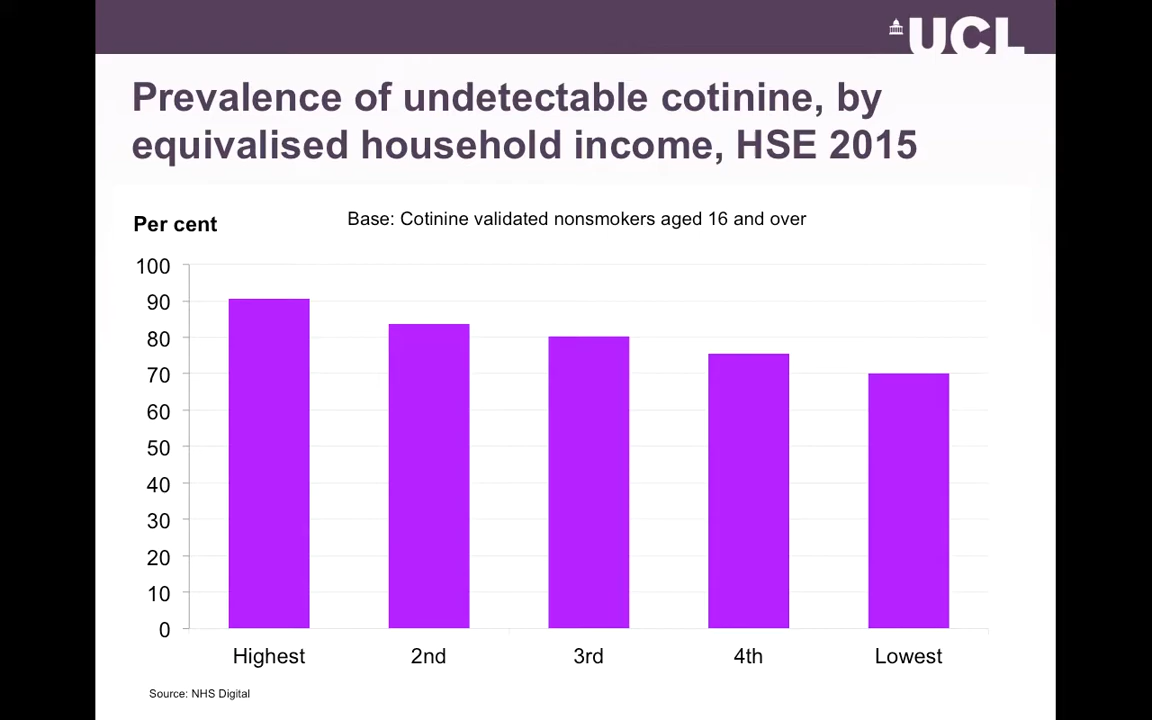 UCL
Prevalence of undetectable cotinine, by
equivalised household income, HSE 2015
Per cent
Base: Cotinine validated nonsmokers aged 16 and over
100
90
80
70
60
50
40
30
20
10
0
Highest 2nd 3rd 4th Lowest
Source: NHS Digital